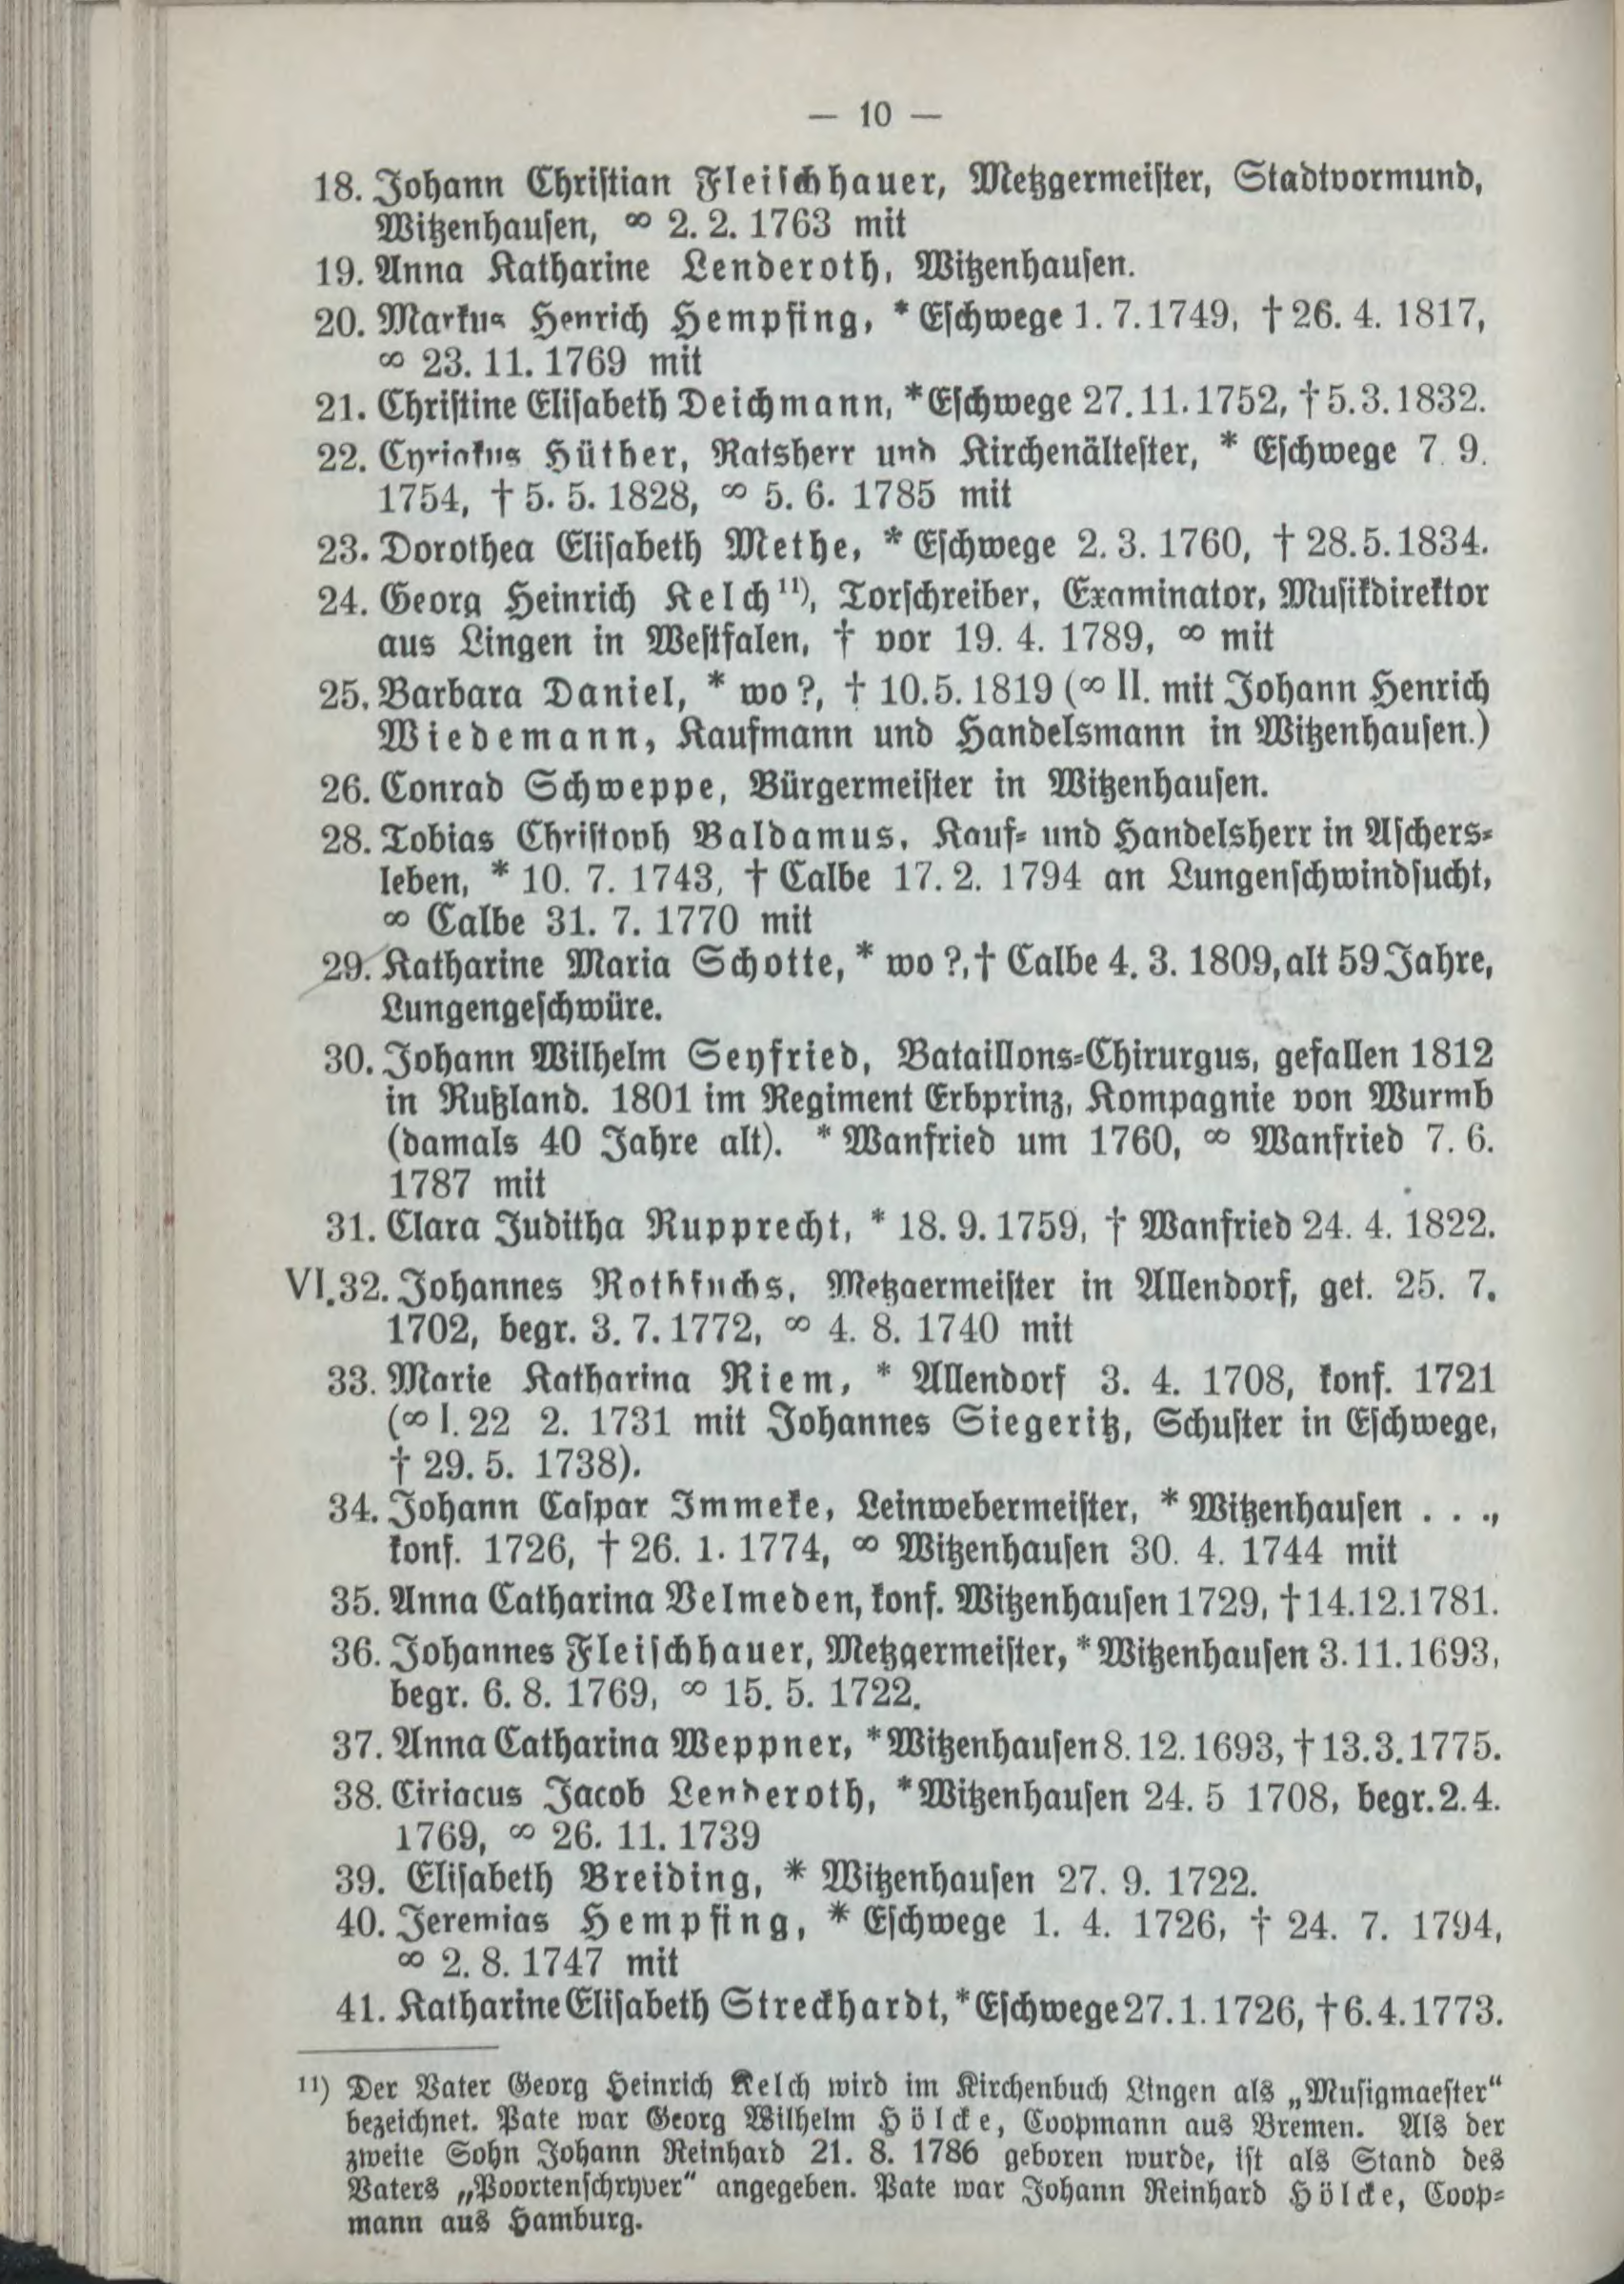 — 10 —
18. Johann Christian Fleischhauer, Metzgermeister, Stadtvormund,
Witzenhausen, ∞ 2. 2. 1763 mit
19. Anna Katharine Lenderoth, Witzenhausen.
20. Markus Henrich Hempfing, * Eschwege 1. 7. 1749, † 26. 4. 1817,
∞ 23. 11. 1769 mit
21. Christine Elisabeth Deichmann, * Eschwege 27. 11. 1752, † 5. 3. 1832.
22. Cyriakus Hüther, Ratsherr und Kirchenältester, * Eschwege 7. 9.
1754, † 5. 5. 1828, ∞ 5. 6. 1785 mit
23. Dorothea Elisabeth Methe, * Eschwege 2. 3. 1760, † 28. 5. 1834.
24. Georg Heinrich Kelch¹¹), Torschreiber, Examinator, Musikdirektor
aus Lingen in Westfalen, † vor 19. 4. 1789, ∞ mit
25. Barbara Daniel, * wo?, † 10. 5. 1819 (∞ II. mit Johann Henrich
Wiedemann, Kaufmann und Handelsmann in Witzenhausen.)
26. Conrad Schweppe, Bürgermeister in Witzenhausen.
28. Tobias Christoph Baldamus, Kauf- und Handelsherr in Aschers-
leben, * 10. 7. 1743, † Calbe 17. 2. 1794 an Lungenschwindsucht,
∞ Calbe 31. 7. 1770 mit
29. Katharine Maria Schotte, * wo?, † Calbe 4. 3. 1809, alt 59 Jahre,
Lungengeschwüre.
30. Johann Wilhelm Seyfried, Bataillons-Chirurgus, gefallen 1812
in Rußland. 1801 im Regiment Erbprinz, Kompagnie von Wurmb
(damals 40 Jahre alt). * Wanfried um 1760, ∞ Wanfried 7. 6.
1787 mit
31. Clara Juditha Rupprecht, * 18. 9. 1759, † Wanfried 24. 4. 1822.
VI. 32. Johannes Rothfuchs, Metzgermeister in Allendorf, get. 25. 7.
1702, begr. 3. 7. 1772, ∞ 4. 8. 1740 mit
33. Marie Katharina Riem, * Allendorf 3. 4. 1708, konf. 1721
(∞ I. 22 2. 1731 mit Johannes Siegeritz, Schuster in Eschwege,
† 29. 5. 1738).
34. Johann Caspar Immeke, Leinwebermeister, * Witzenhausen . . .,
konf. 1726, † 26. 1. 1774, ∞ Witzenhausen 30. 4. 1744 mit
35. Anna Catharina Velmeden, konf. Witzenhausen 1729, † 14. 12. 1781.
36. Johannes Fleischhauer, Metzgermeister, * Witzenhausen 3. 11. 1693,
begr. 6. 8. 1769, ∞ 15. 5. 1722.
37. Anna Catharina Weppner, * Witzenhausen 8. 12. 1693, † 13. 3. 1775.
38. Ciriacus Jacob Lenderoth, * Witzenhausen 24. 5 1708, begr. 2. 4.
1769, ∞ 26. 11. 1739
39. Elisabeth Breiding, * Witzenhausen 27. 9. 1722.
40. Jeremias Hempfing, * Eschwege 1. 4. 1726, † 24. 7. 1794,
∞ 2. 8. 1747 mit
41. Katharine Elisabeth Streckhardt, * Eschwege 27. 1. 1726, † 6. 4. 1773.
¹¹) Der Vater Georg Heinrich Kelch wird im Kirchenbuch Lingen als „Musigmaester“
bezeichnet. Pate war Georg Wilhelm Hölcke, Coopmann aus Bremen. Als der
zweite Sohn Johann Reinhard 21. 8. 1786 geboren wurde, ist als Stand des
Vaters „Poortenschryver“ angegeben. Pate war Johann Reinhard Hölcke, Coop-
mann aus Hamburg.